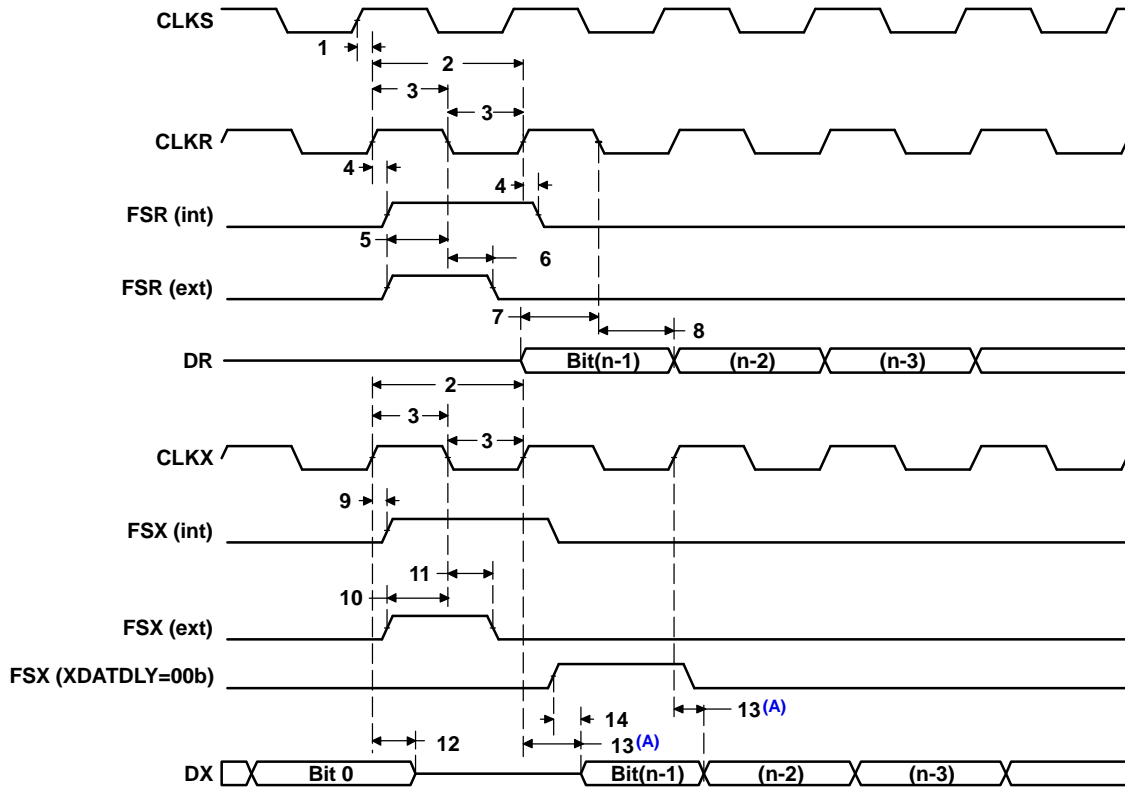 CLKS
1
2
3
3
CLKR
4
4
FSR (int)
5
6
FSR (ext)
7
8
DR
Bit(n-1)
(n-2)
(n-3)
2
3
3
CLKX
9
FSX (int)
11
10
FSX (ext)
FSX (XDATDLY=00b)
13(A)
14
12
13(A)
DX
Bit 0
Bit(n-1)
(n-2)
(n-3)